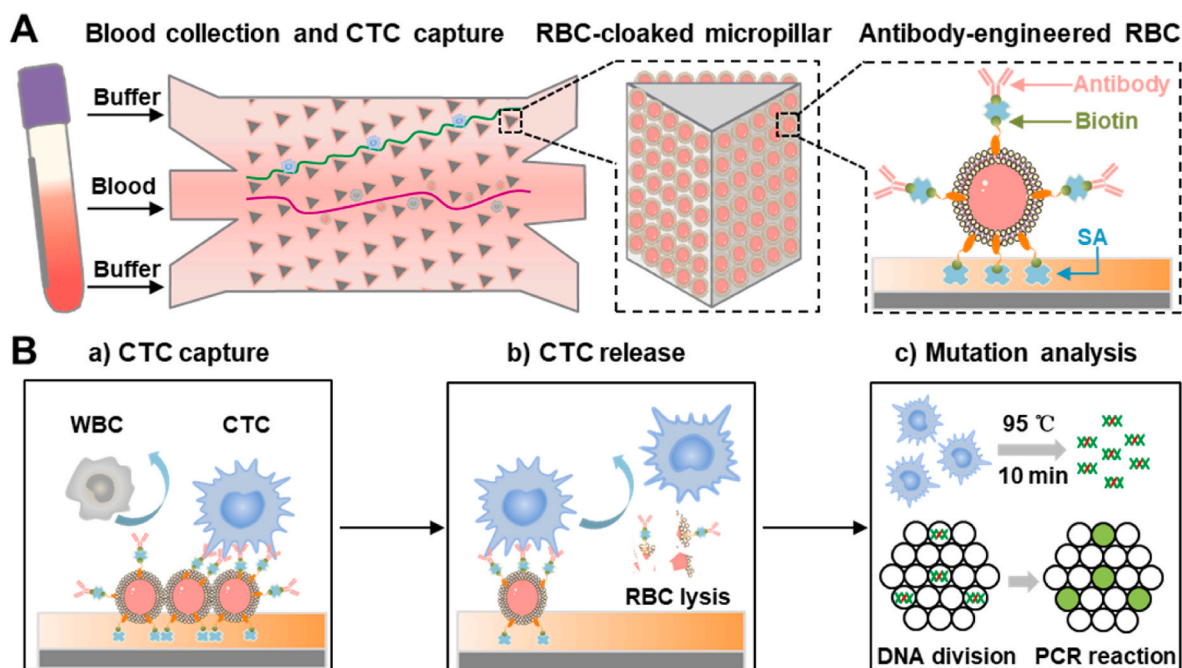 A
Blood collection and CTC capture
RBC-cloaked micropillar
Antibody-engineered RBC
Buffer
Blood
Buffer
Antibody
Biotin
SA
B
a) CTC capture
b) CTC release
c) Mutation analysis
WBC
CTC
RBC lysis
95 ℃
10 min
DNA division
PCR reaction